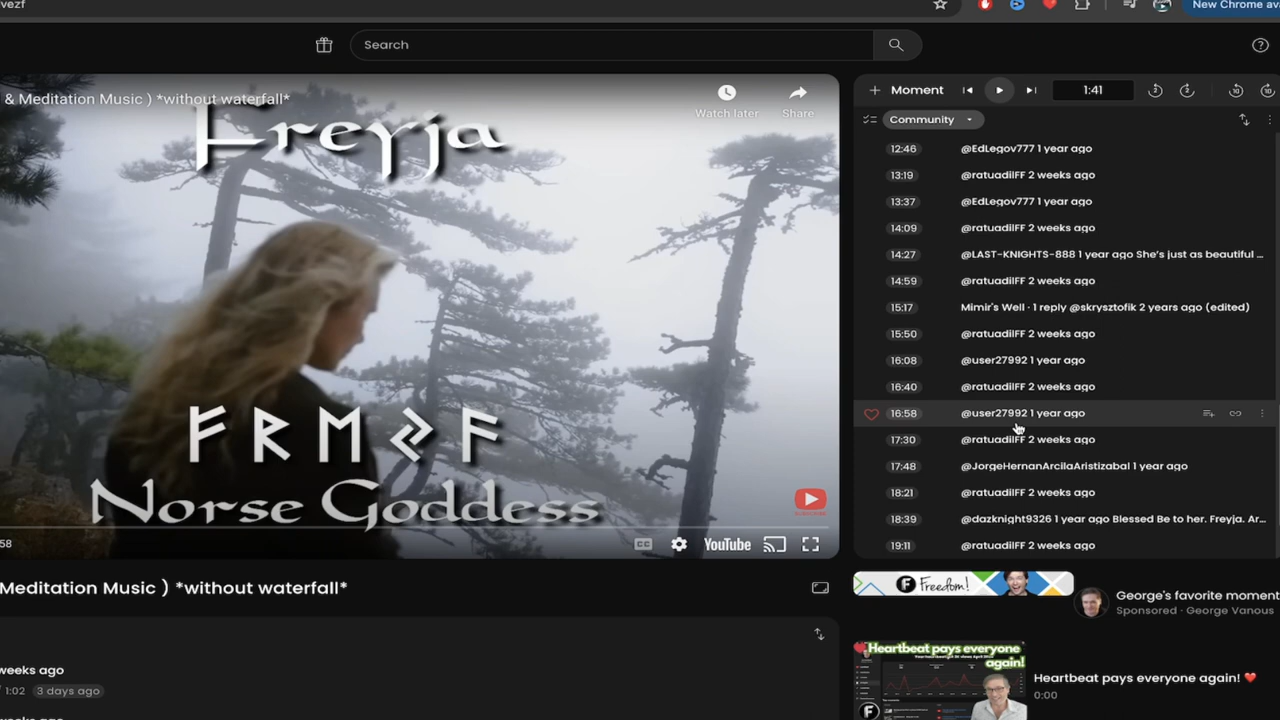 vezf
New Chrome ava
Search
& Meditation Music ) *without waterfall*
Watch later
Share
Freyja
ᚠᚱᛖᛃᚨ
Norse Goddess
58
CC
YouTube
Meditation Music ) *without waterfall*
weeks ago
1:02 3 days ago
Moment
1:41
Community
12:46 @EdLegov777 1 year ago
13:19 @ratuadilFF 2 weeks ago
13:37 @EdLegov777 1 year ago
14:09 @ratuadilFF 2 weeks ago
14:27 @LAST-KNIGHTS-888 1 year ago She's just as beautiful ...
14:59 @ratuadilFF 2 weeks ago
15:17 Mimir's Well · 1 reply @skrysztofik 2 years ago (edited)
15:50 @ratuadilFF 2 weeks ago
16:08 @user27992 1 year ago
16:40 @ratuadilFF 2 weeks ago
16:58 @user27992 1 year ago
17:30 @ratuadilFF 2 weeks ago
17:48 @JorgeHernanArcilaAristizabal 1 year ago
18:21 @ratuadilFF 2 weeks ago
18:39 @dazknight9326 1 year ago Blessed Be to her. Freyja. Ar...
19:11 @ratuadilFF 2 weeks ago
F Freedom!
George's favorite moment
Sponsored · George Vanous
Heartbeat pays everyone
again!
Heartbeat pays everyone again!
0:00